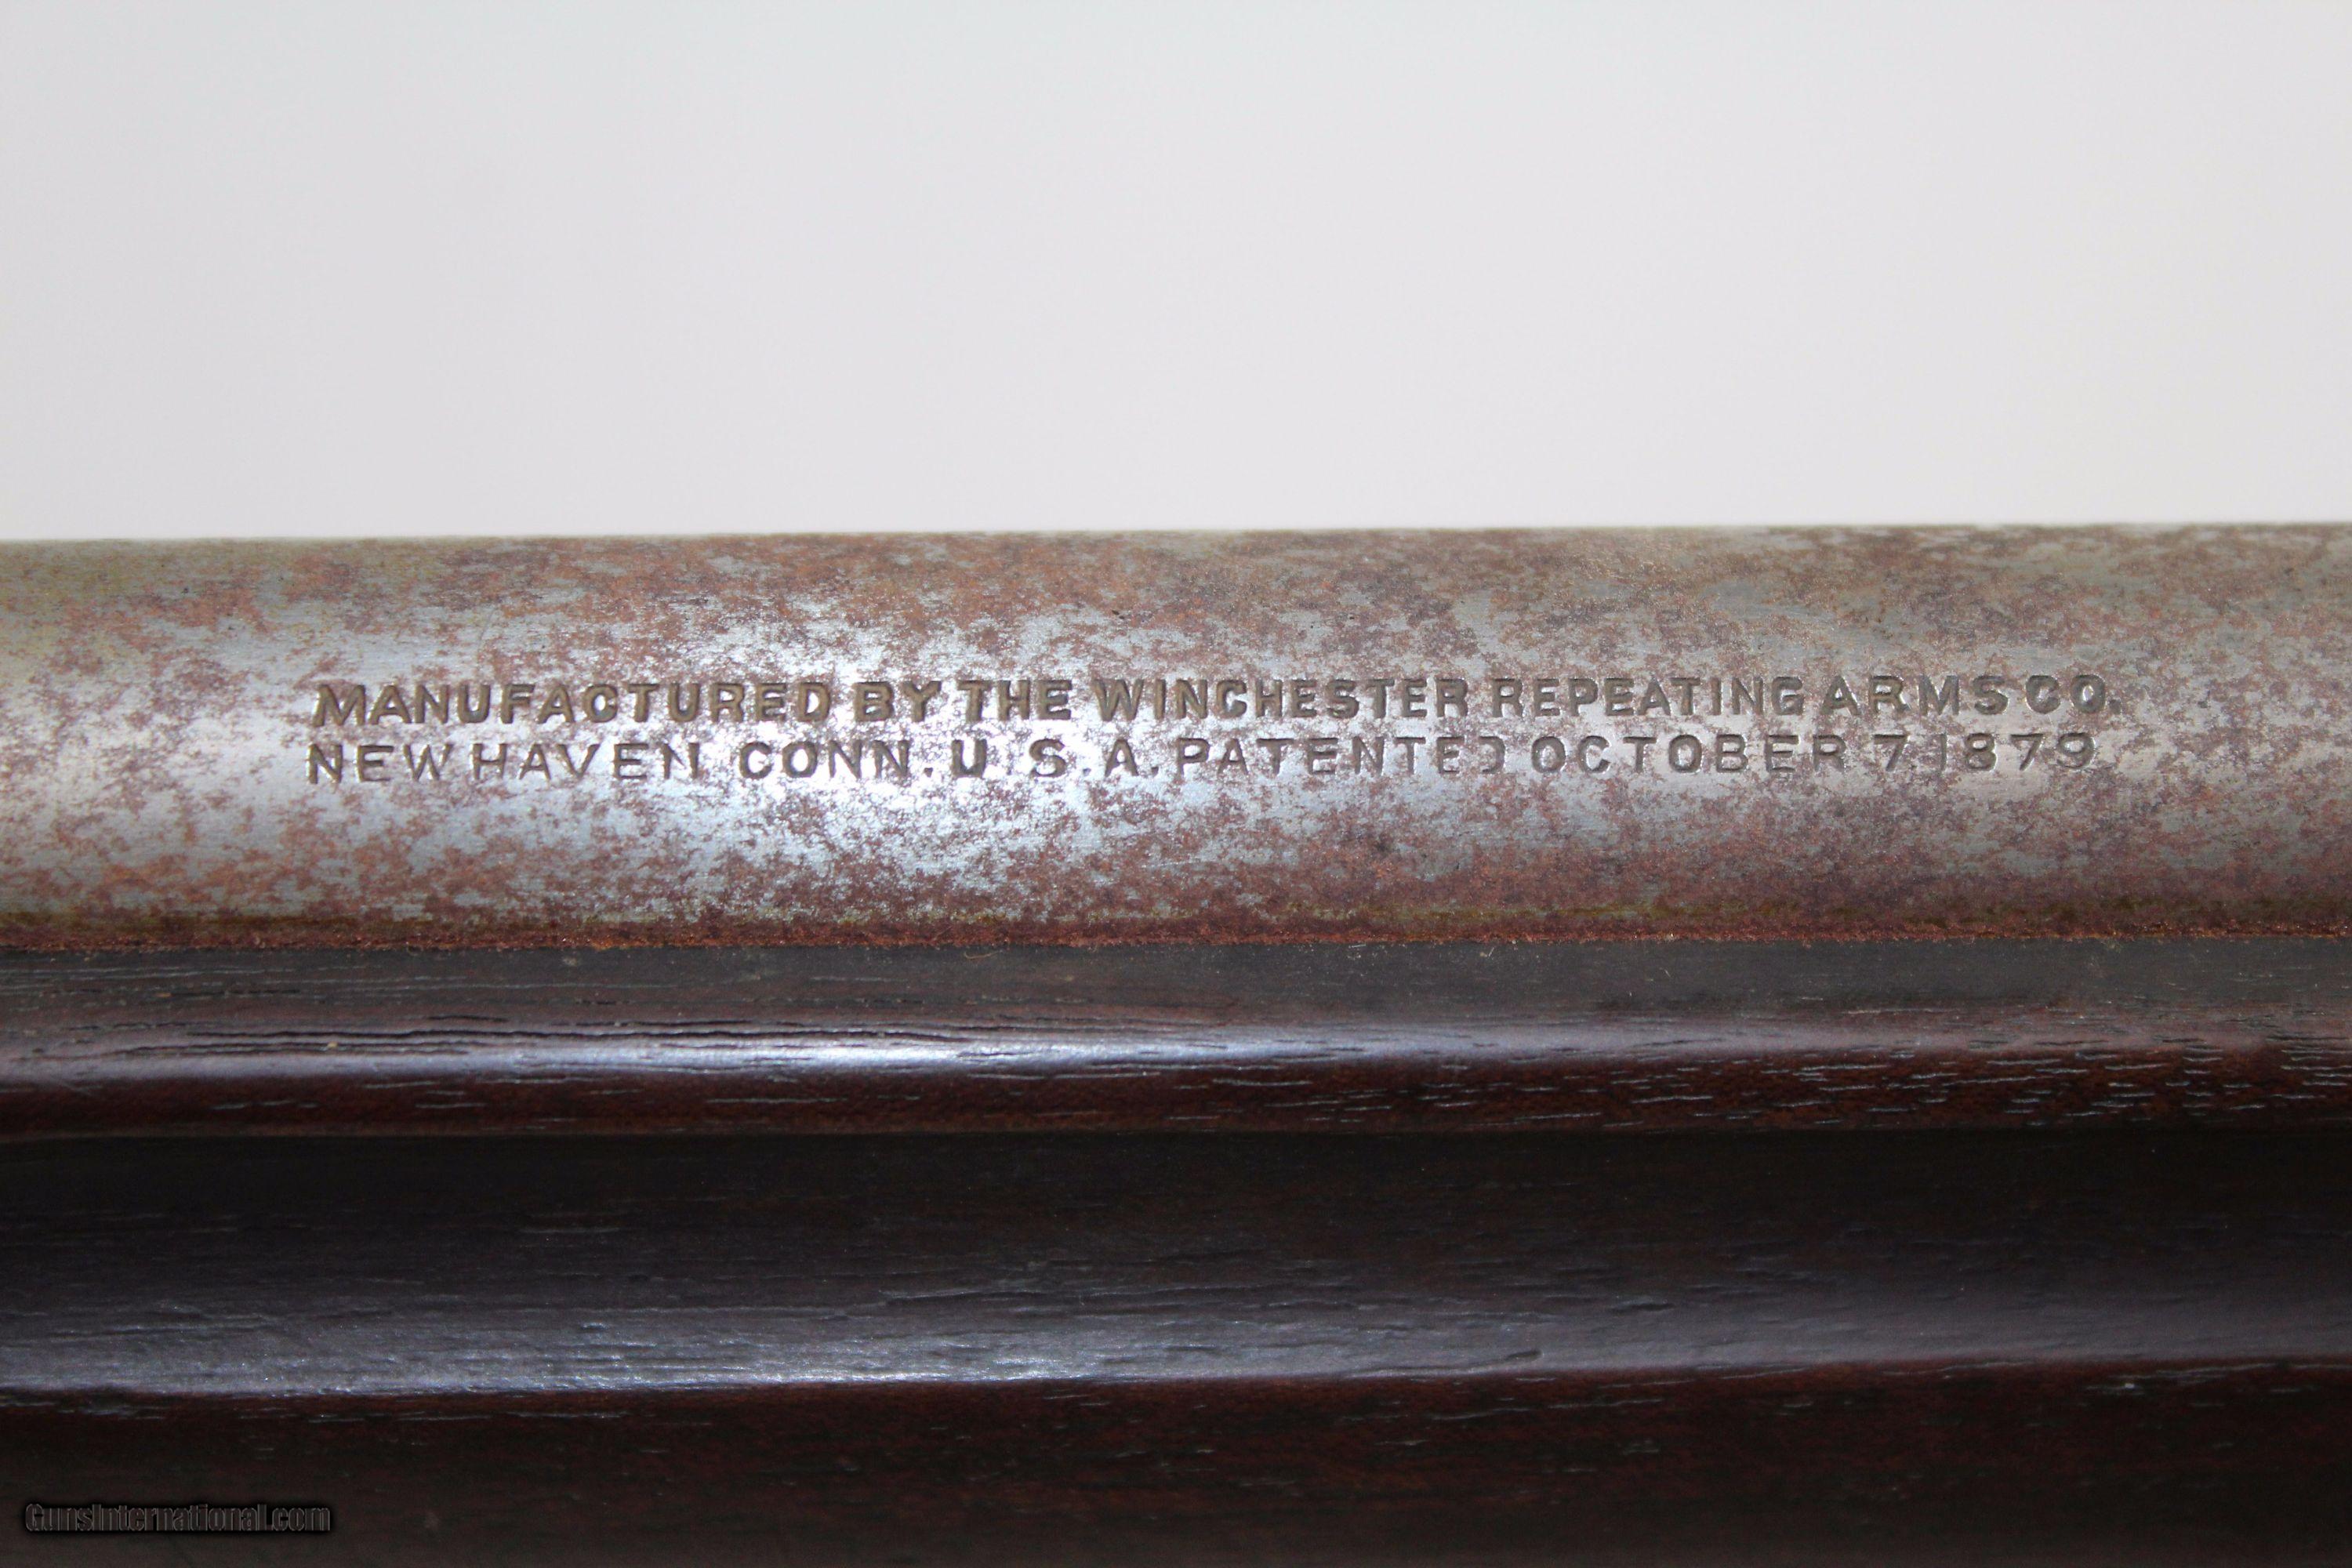 MANUFACTURED BY THE WINCHESTER REPEATING ARMS CO.
NEW HAVEN CONN. U.S.A. PATENTED OCTOBER 7, 1879
GunsInternational.com